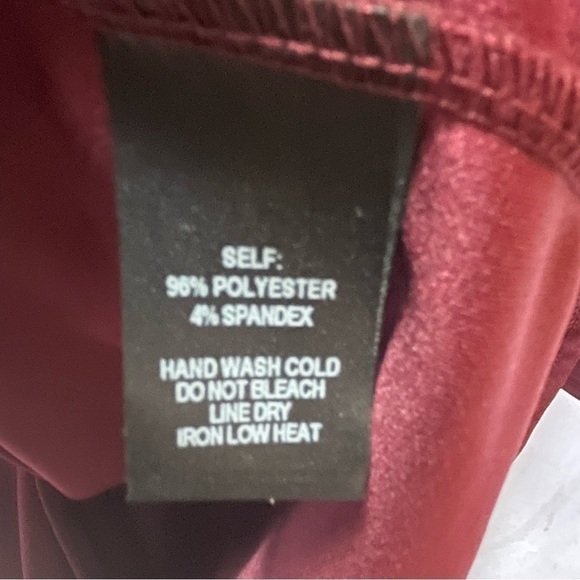 SELF:
96% POLYESTER
4% SPANDEX
HAND WASH COLD
DO NOT BLEACH
LINE DRY
IRON LOW HEAT